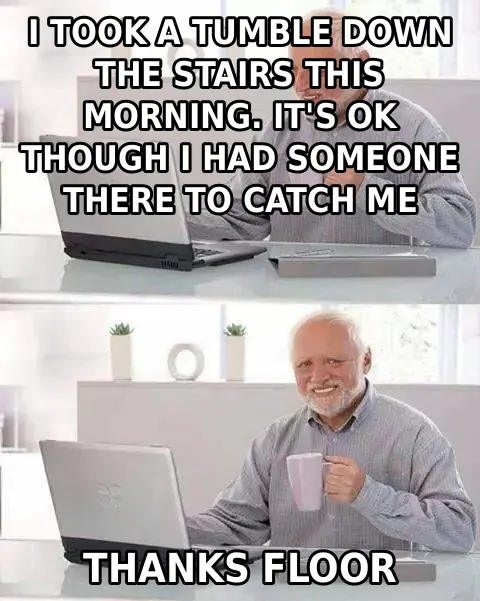 I TOOK A TUMBLE DOWN
THE STAIRS THIS
MORNING. IT'S OK
THOUGH I HAD SOMEONE
THERE TO CATCH ME
THANKS FLOOR